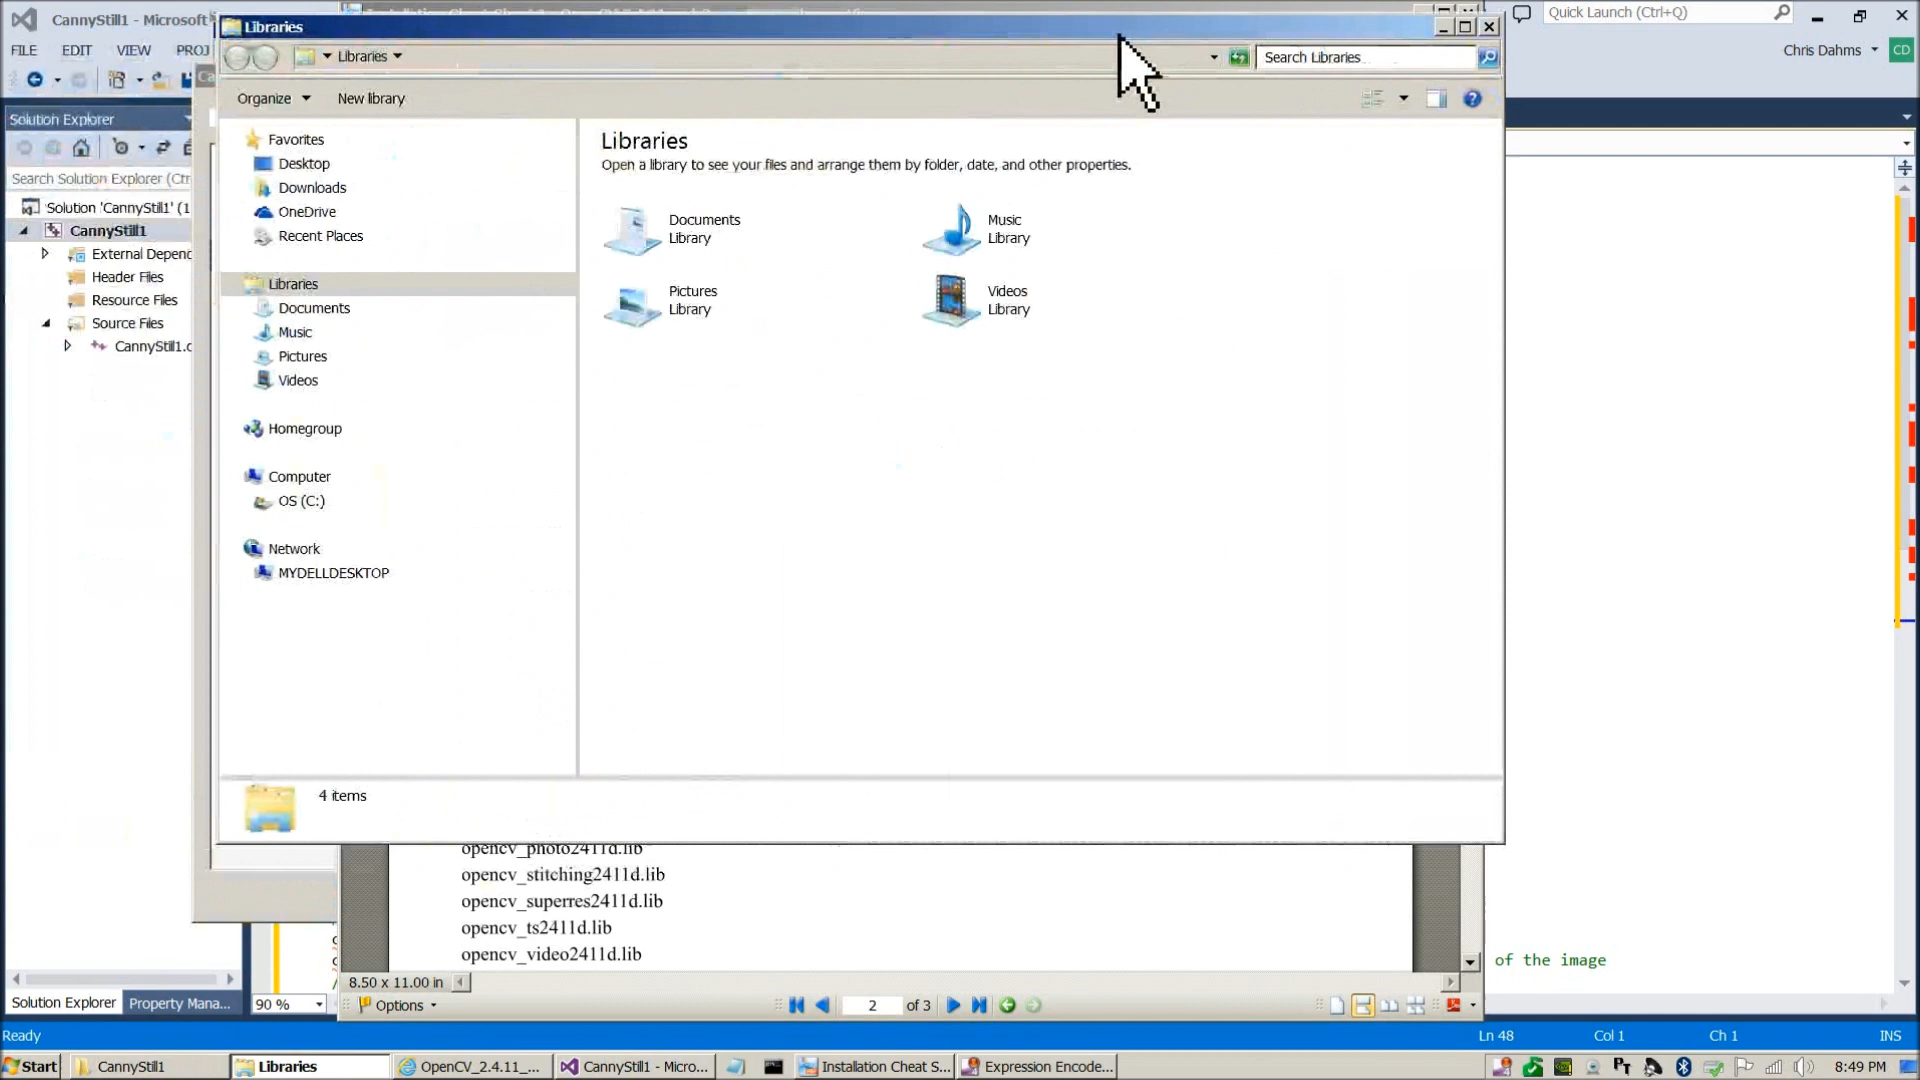 CannyStill1 - Microsoft
Quick Launch (Ctrl+Q)
FILE EDIT VIEW PROJ
Chris Dahms CD
Libraries
Libraries
Search Libraries
Organize New library
Solution Explorer
Search Solution Explorer (Ctr
Solution 'CannyStill1' (1
CannyStill1
External Depend
Header Files
Resource Files
Source Files
CannyStill1.c
Favorites
Desktop
Downloads
OneDrive
Recent Places
Libraries
Documents
Music
Pictures
Videos
Homegroup
Computer
OS (C:)
Network
MYDELLDESKTOP
Libraries
Open a library to see your files and arrange them by folder, date, and other properties.
Documents
Library
Music
Library
Pictures
Library
Videos
Library
4 items
opencv_photo2411d.lib
opencv_stitching2411d.lib
opencv_superres2411d.lib
opencv_ts2411d.lib
opencv_video2411d.lib
of the image
8.50 x 11.00 in
Solution Explorer Property Mana...
90 %
Options
2 of 3
Ready
Ln 48 Col 1 Ch 1 INS
Start CannyStill1 Libraries OpenCV_2.4.11_... CannyStill1 - Micro... Installation Cheat S... Expression Encode... 8:49 PM